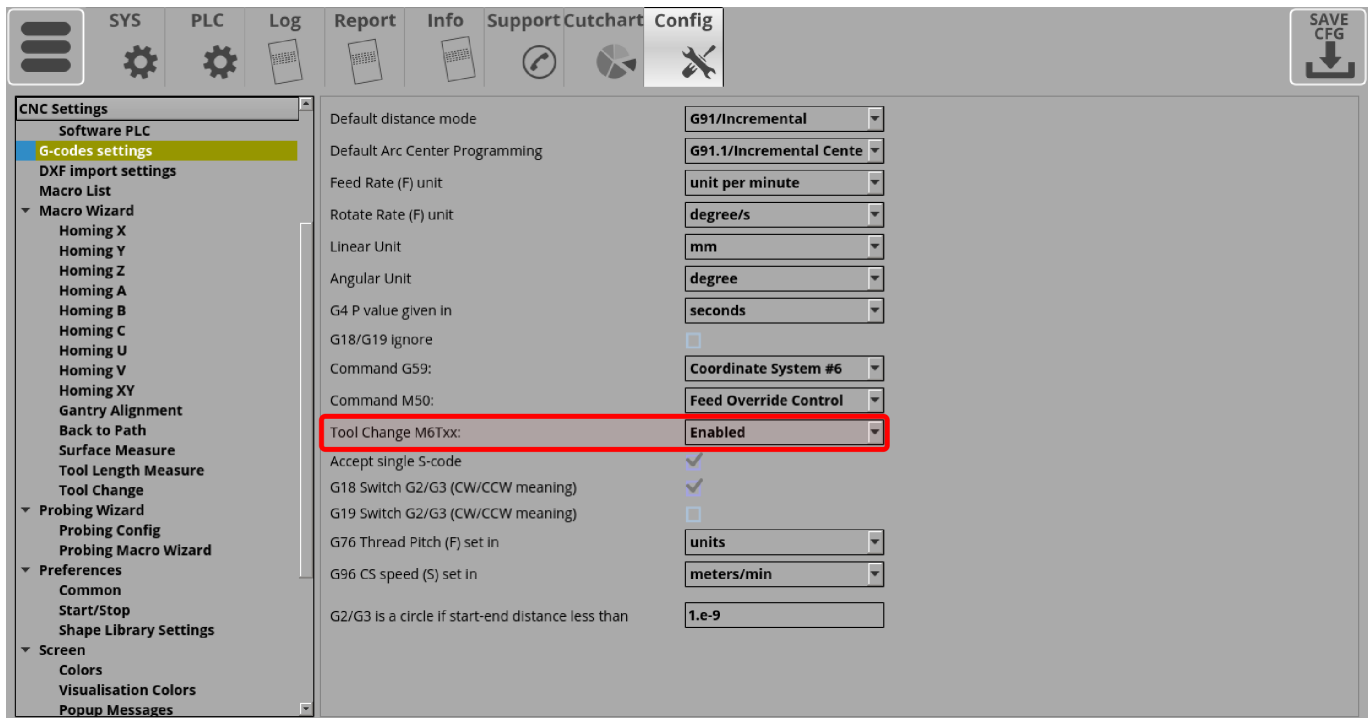 SYS PLC Log Report Info Support Cutchart Config
SAVE
CFG
CNC Settings
Software PLC
G-codes settings
DXF import settings
Macro List
Macro Wizard
Homing X
Homing Y
Homing Z
Homing A
Homing B
Homing C
Homing U
Homing V
Homing XY
Gantry Alignment
Back to Path
Surface Measure
Tool Length Measure
Tool Change
Probing Wizard
Probing Config
Probing Macro Wizard
Preferences
Common
Start/Stop
Shape Library Settings
Screen
Colors
Visualisation Colors
Popup Messages
Default distance mode G91/Incremental
Default Arc Center Programming G91.1/Incremental Cente
Feed Rate (F) unit unit per minute
Rotate Rate (F) unit degree/s
Linear Unit mm
Angular Unit degree
G4 P value given in seconds
G18/G19 ignore
Command G59: Coordinate System #6
Command M50: Feed Override Control
Tool Change M6Txx: Enabled
Accept single S-code
G18 Switch G2/G3 (CW/CCW meaning)
G19 Switch G2/G3 (CW/CCW meaning)
G76 Thread Pitch (F) set in units
G96 CS speed (S) set in meters/min
G2/G3 is a circle if start-end distance less than 1.e-9